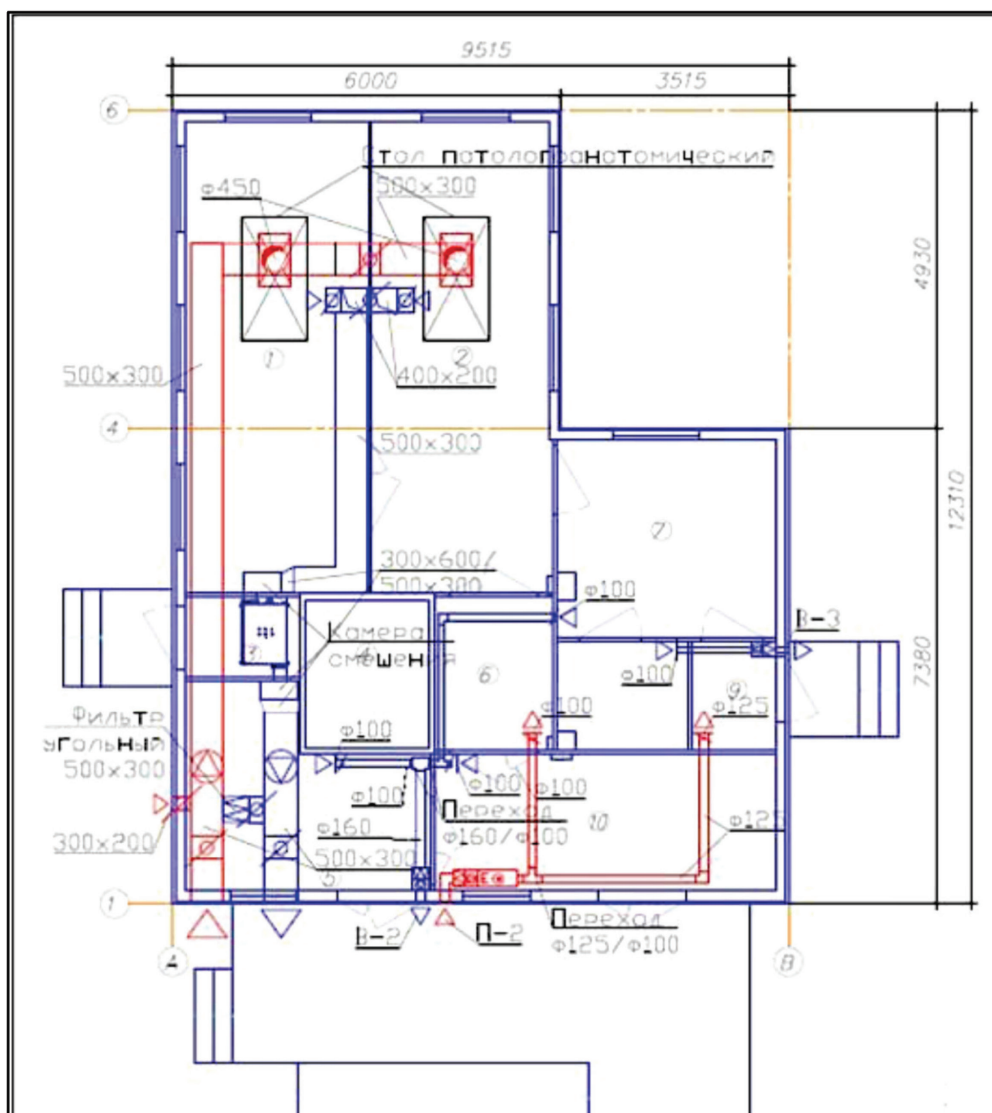 9515
6000
3515
6
Стол патологоанатомический
ф450
500x300
4930
1
2
500x300
400x200
4
500x300
12310
7
300x600/
500x300
ф100
В-3
Камера
смешения
3
4
6
ф100
9
7380
Фильтр
угольный
500x300
ф100
ф125
ф100
ф100
Переход
ф160/ф100
ф100
10
ф125
300x200
ф160
500x300
5
1
В-2
П-2
Переход
ф125/ф100
А
В